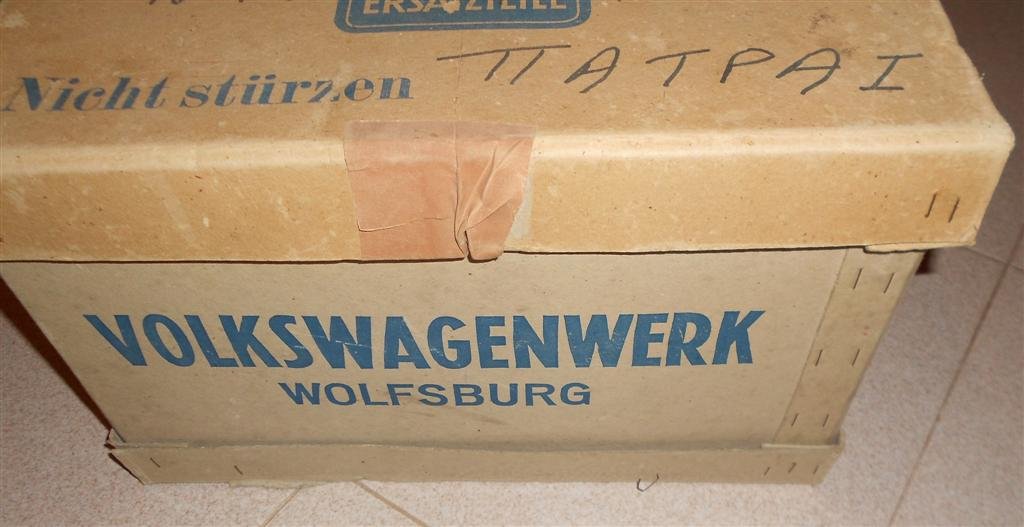 ERSATZTEILE
Nicht stürzen ΠΑΤΡΑΙ
VOLKSWAGENWERK
WOLFSBURG